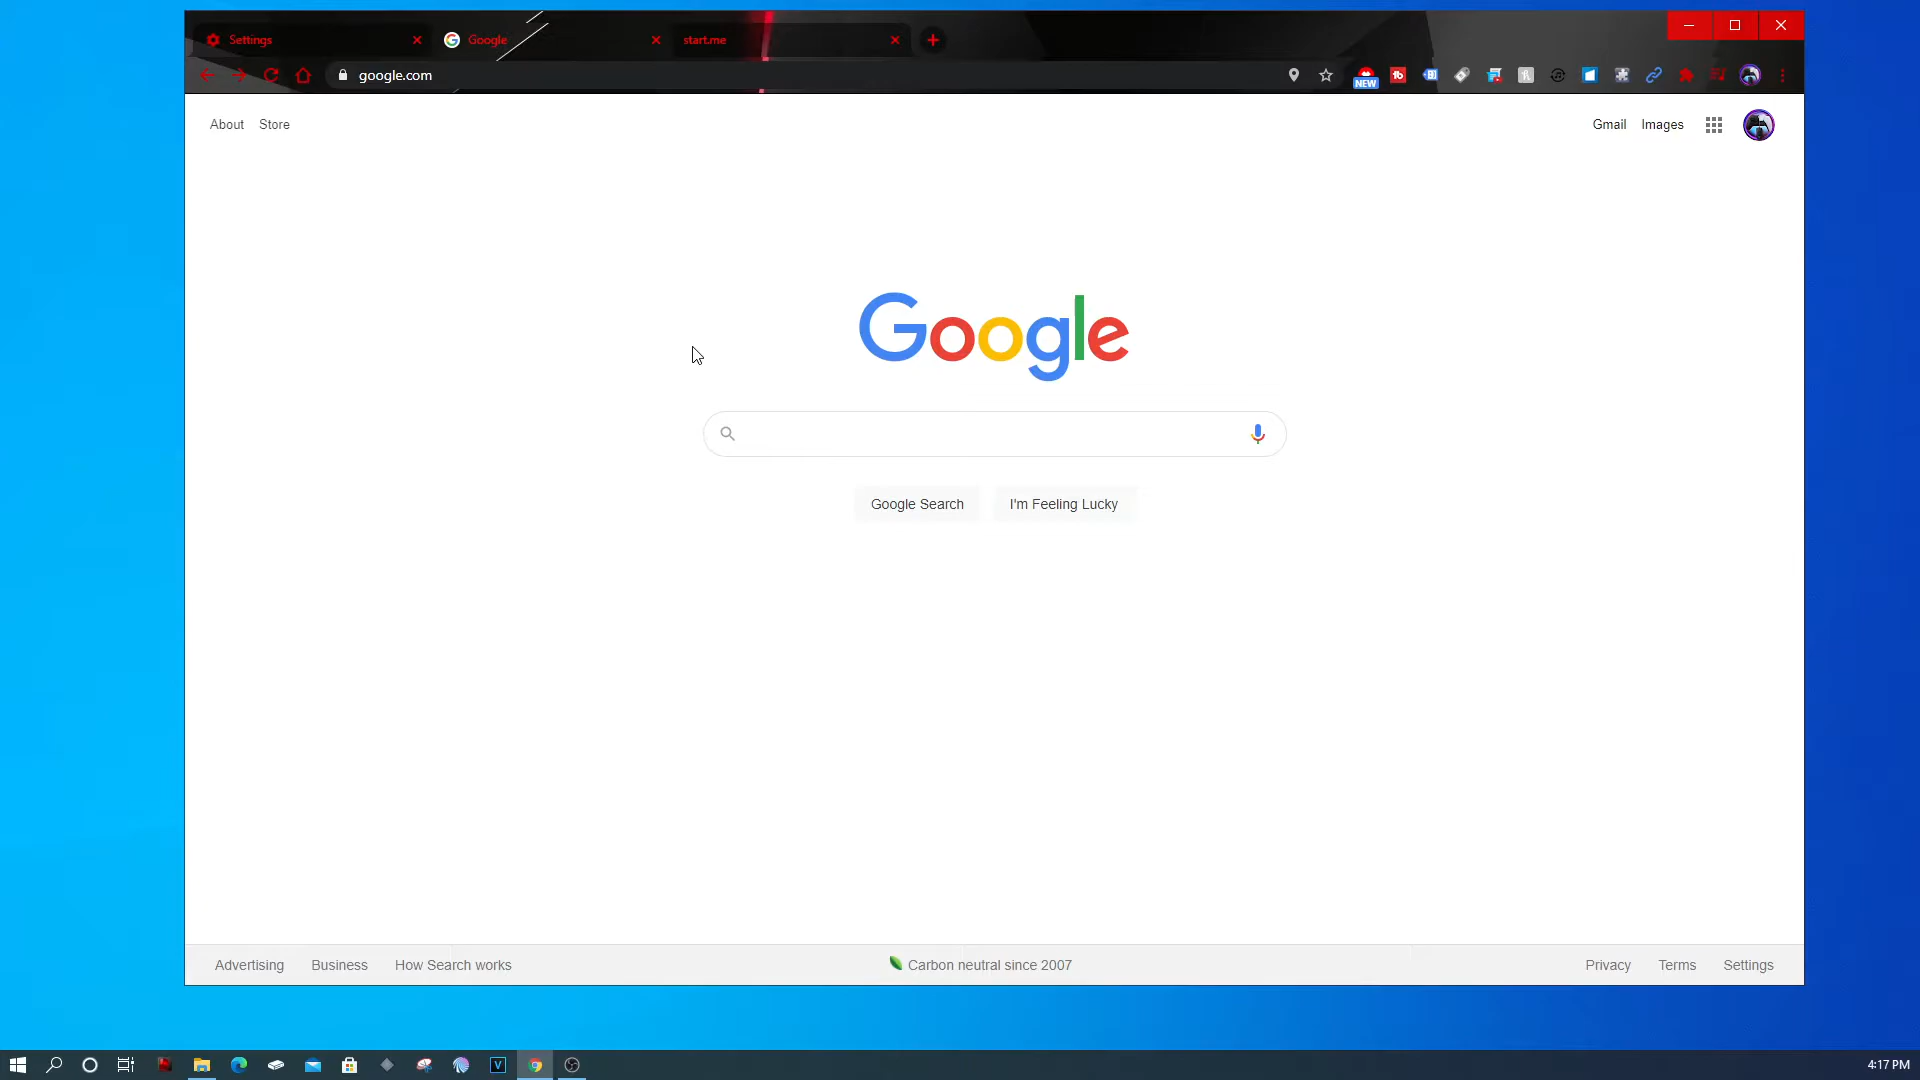 Settings
Google
start.me
google.com
NEW
About
Store
Gmail
Images
Google
Google Search
I'm Feeling Lucky
Advertising
Business
How Search works
Carbon neutral since 2007
Privacy
Terms
Settings
V
4:17 PM